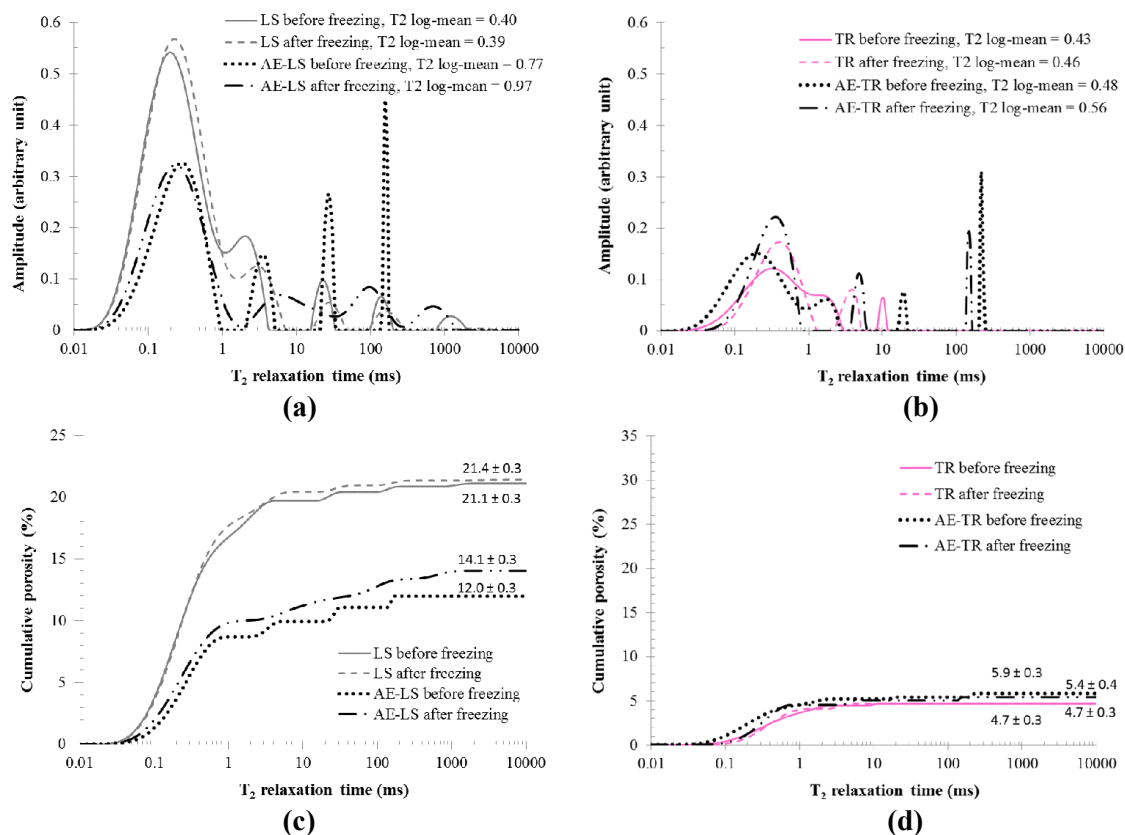 0.6
0.5
0.4
0.3
0.2
0.1
0
Amplitude (arbitrary unit)
LS before freezing, T2 log-mean = 0.40
LS after freezing, T2 log-mean = 0.39
AE-LS before freezing, T2 log-mean = 0.77
AE-LS after freezing, T2 log-mean = 0.97
0.01 0.1 1 10 100 1000 10000
T2 relaxation time (ms)
(a)
0.6
0.5
0.4
0.3
0.2
0.1
0
Amplitude (arbitrary unit)
TR before freezing, T2 log-mean = 0.43
TR after freezing, T2 log-mean = 0.46
AE-TR before freezing, T2 log-mean = 0.48
AE-TR after freezing, T2 log-mean = 0.56
0.01 0.1 1 10 100 1000 10000
T2 relaxation time (ms)
(b)
25
20
15
10
5
0
Cumulative porosity (%)
21.4 ± 0.3
21.1 ± 0.3
14.1 ± 0.3
12.0 ± 0.3
LS before freezing
LS after freezing
AE-LS before freezing
AE-LS after freezing
0.01 0.1 1 10 100 1000 10000
T2 relaxation time (ms)
(c)
35
30
25
20
15
10
5
0
Cumulative porosity (%)
TR before freezing
TR after freezing
AE-TR before freezing
AE-TR after freezing
5.9 ± 0.3
5.4 ± 0.4
4.7 ± 0.3
4.7 ± 0.3
0.01 0.1 1 10 100 1000 10000
T2 relaxation time (ms)
(d)